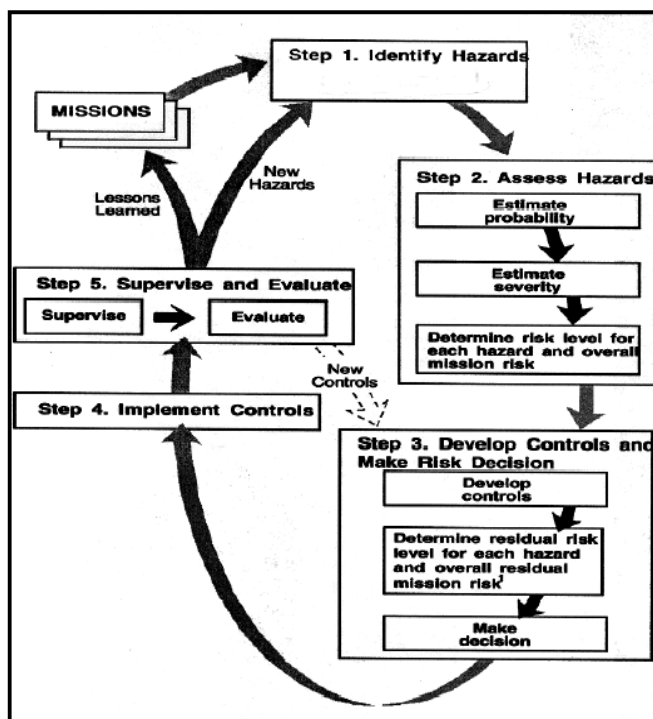 Step 1. Identify Hazards
MISSIONS
New
Hazards
Lessons
Learned
Step 2. Assess Hazards
Estimate
probability
Estimate
severity
Determine risk level for
each hazard and overall
mission risk
Step 5. Supervise and Evaluate
Supervise
Evaluate
New
Controls
Step 4. Implement Controls
Step 3. Develop Controls and
Make Risk Decision
Develop
controls
Determine residual risk
level for each hazard
and overall residual
mission risk
Make
decision